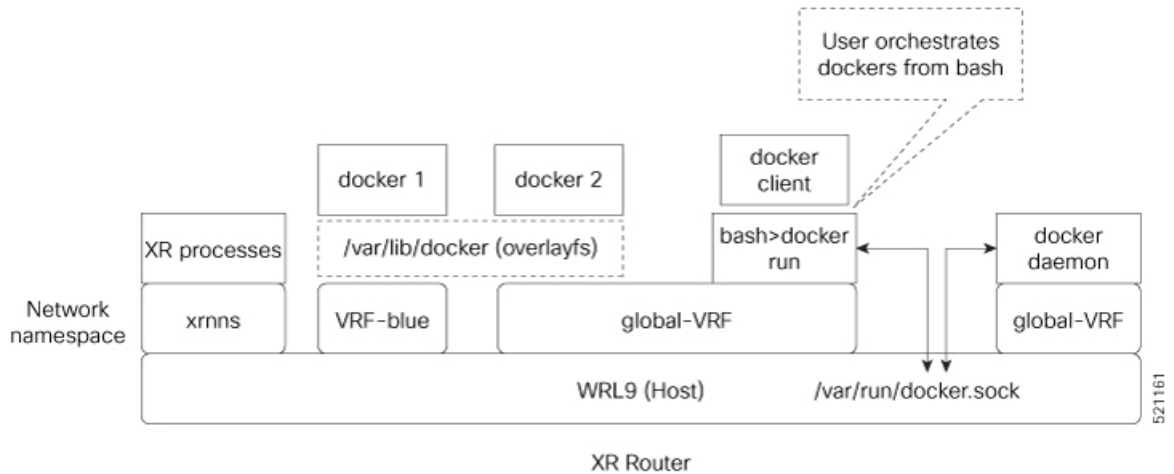 User orchestrates
dockers from bash
docker 1
docker 2
docker
client
XR processes
/var/lib/docker (overlayfs)
bash>docker
run
docker
daemon
Network
namespace
xrnns
VRF-blue
global-VRF
global-VRF
WRL9 (Host)
/var/run/docker.sock
521161
XR Router